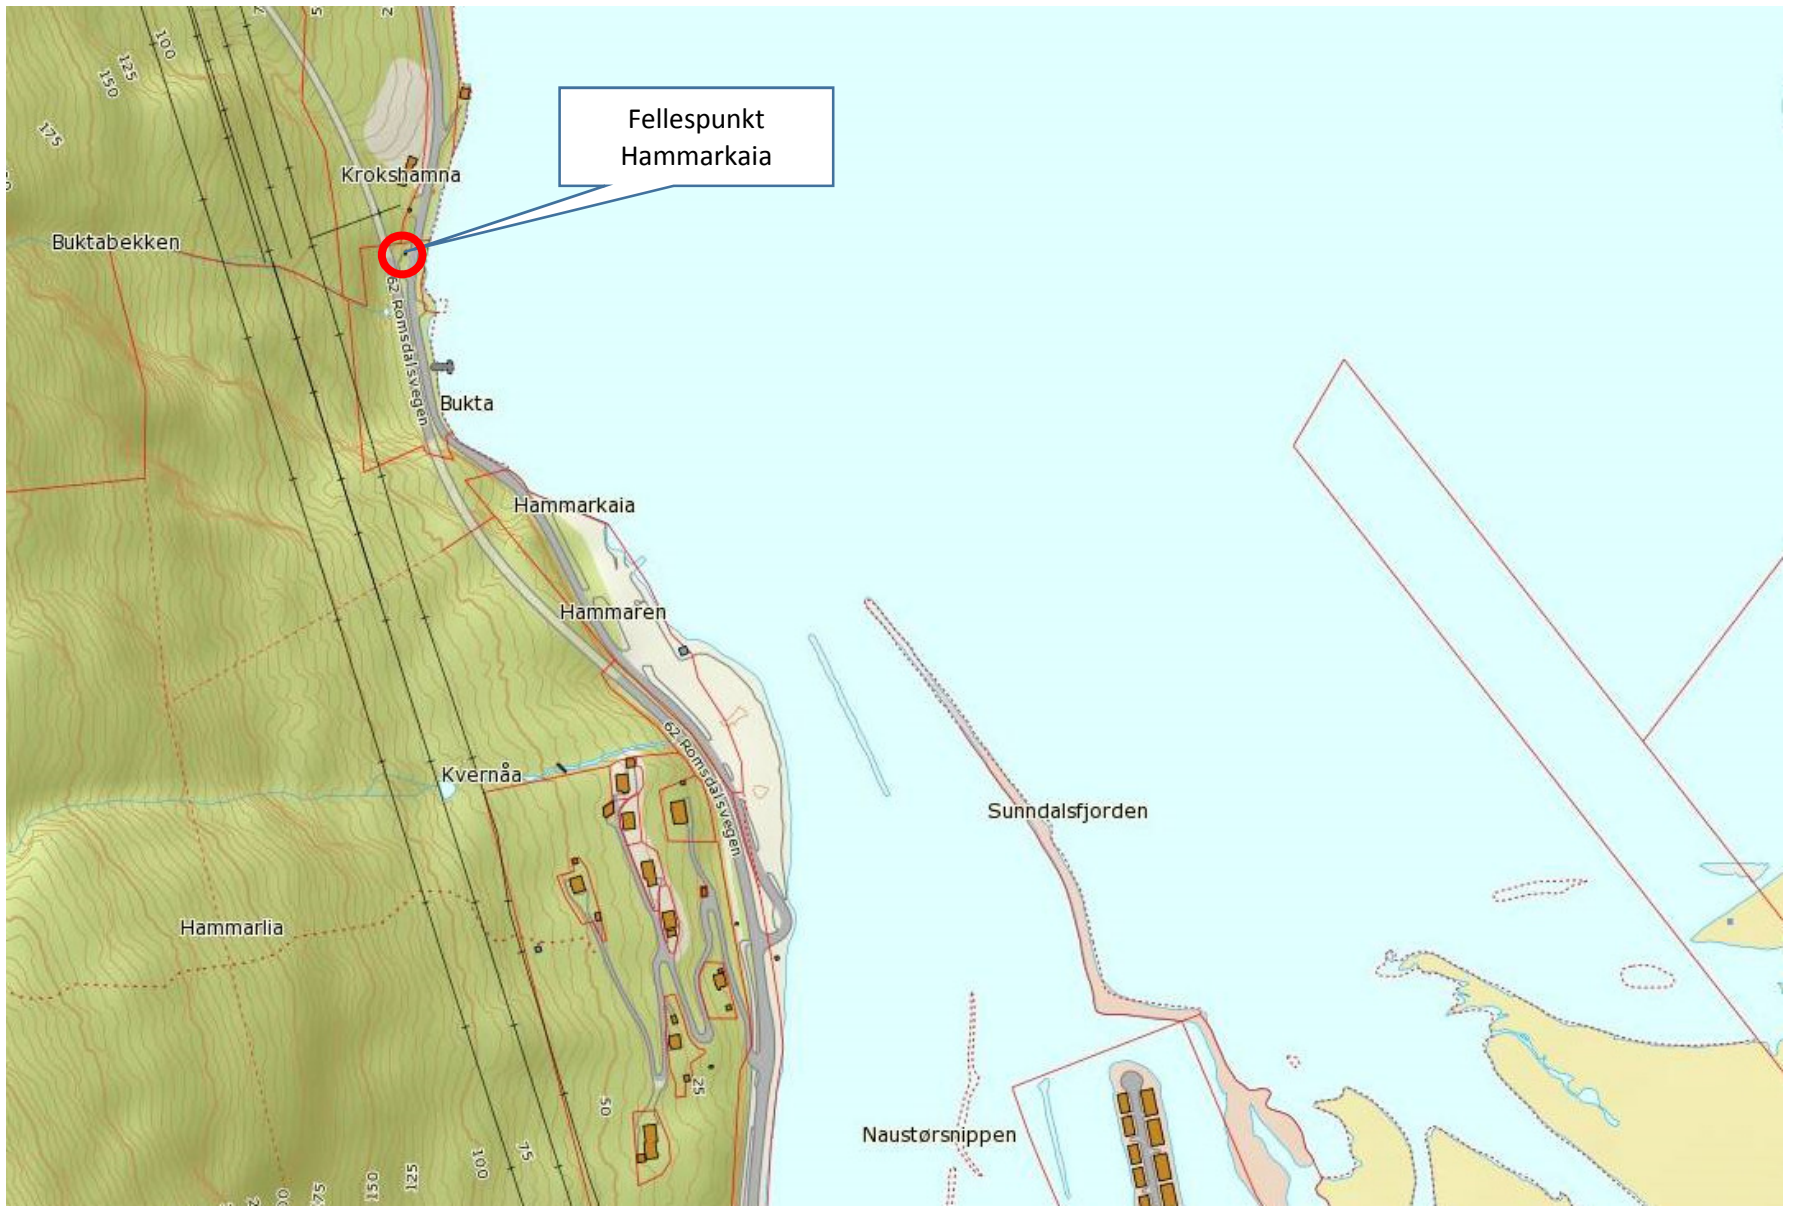 100
125
150
175
Fellespunkt
Hammarkaia
Krokshamna
Buktabekken
62 Romsdalsvegen
Bukta
Hammarkaia
Hammaren
62 Romsdalsvegen
Kvernåa
Sunndalsfjorden
Hammarlia
25
50
Naustørsnippen
75
100
125
150